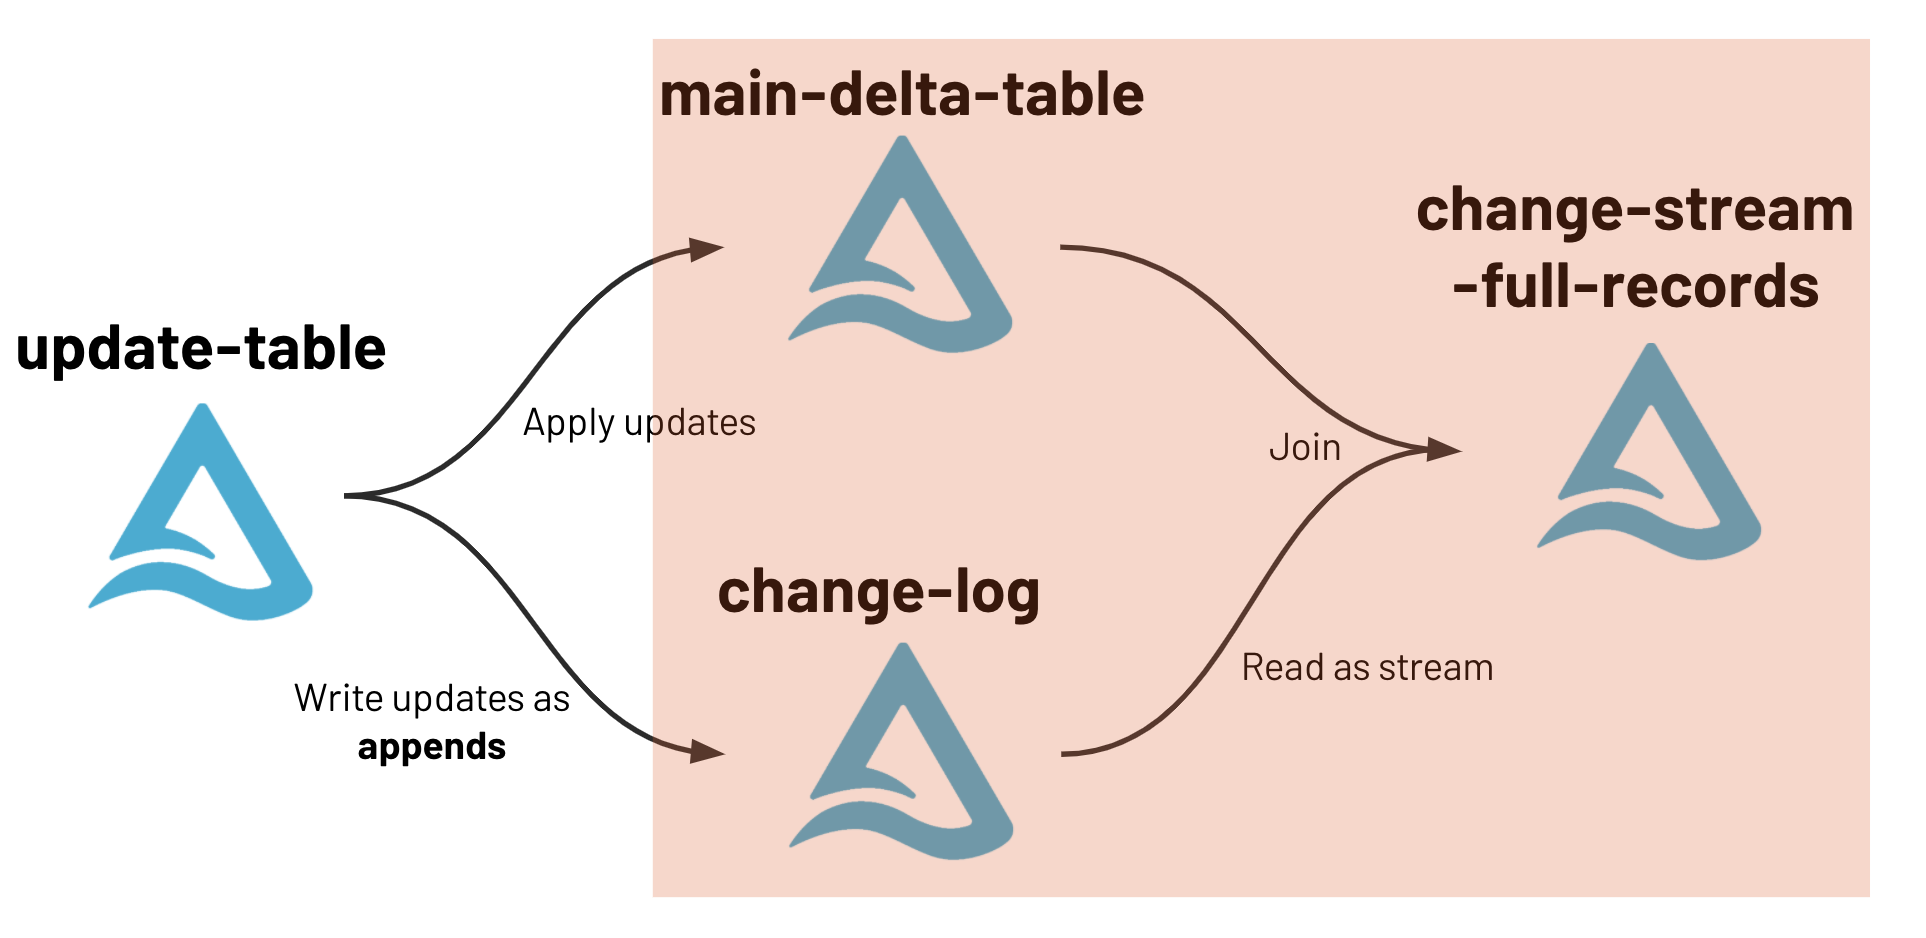 main-delta-table
change-stream
-full-records
update-table
Apply updates
Join
change-log
Read as stream
Write updates as
appends